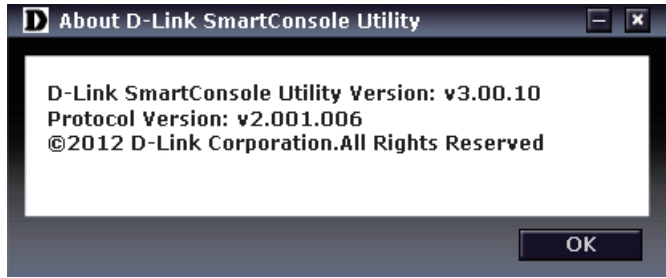 D About D-Link SmartConsole Utility
D-Link SmartConsole Utility Version: v3.00.10
Protocol Version: v2.001.006
©2012 D-Link Corporation.All Rights Reserved
OK